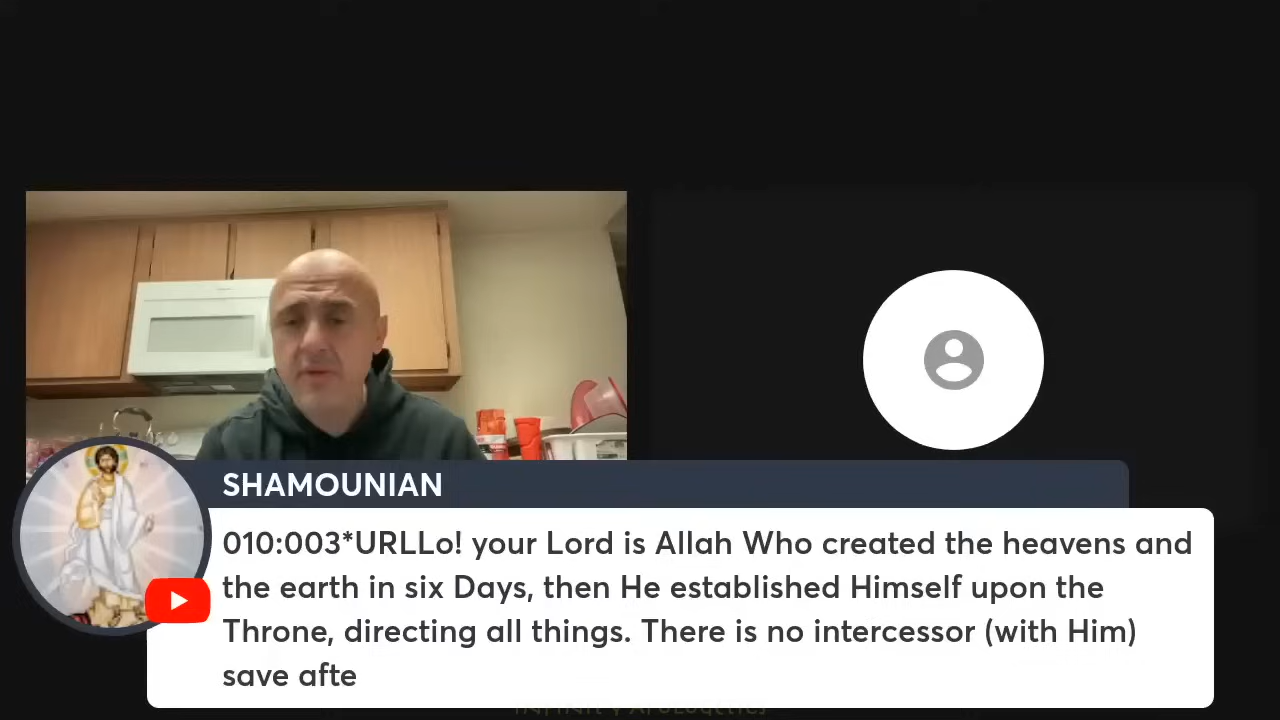 SHAMOUNIAN
010:003*URLLo! your Lord is Allah Who created the heavens and
the earth in six Days, then He established Himself upon the
Throne, directing all things. There is no intercessor (with Him)
save afte